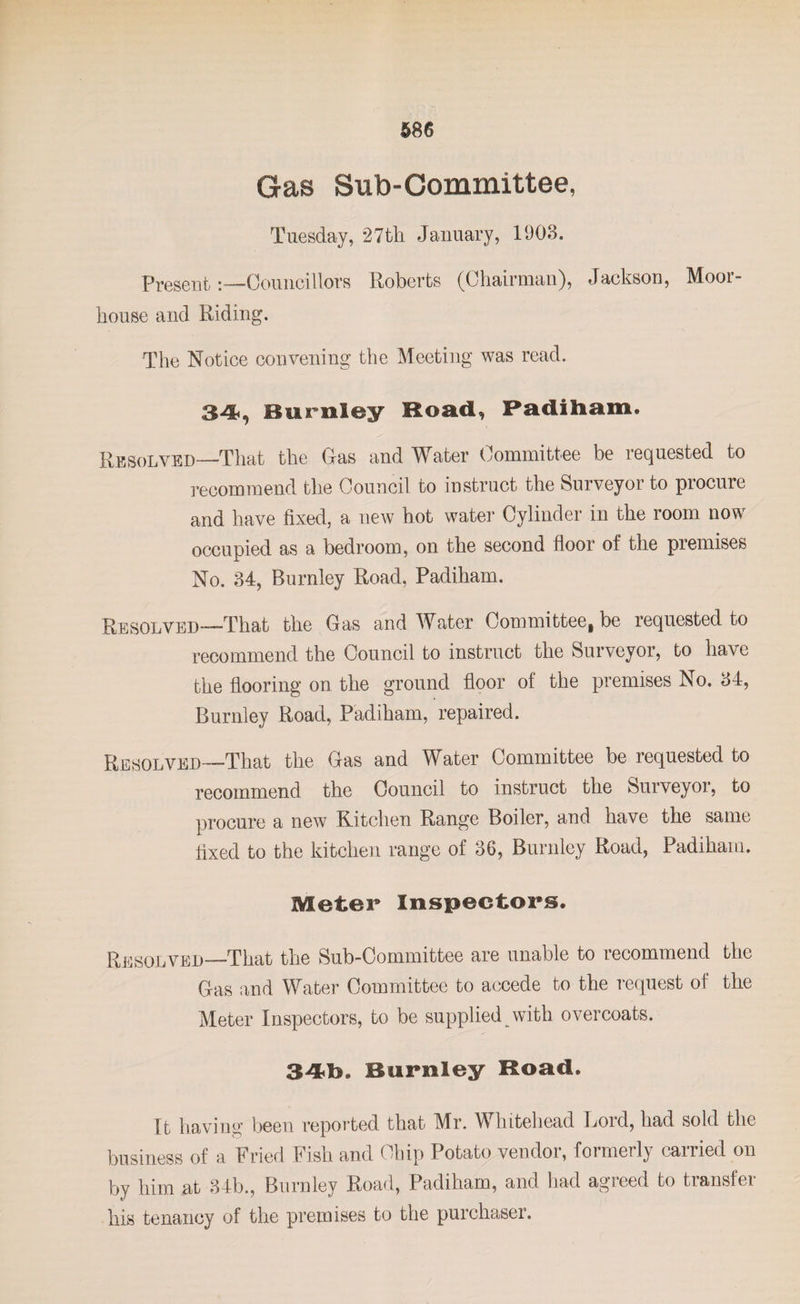 586
Gas Sub-Committee,
Tuesday, 27th January, 1903.
Present :—Councillors Roberts (Chairman), Jackson, Moor-
house and Riding.
The Notice convening the Meeting was read.
34, Burnley Road, Padiham.
RESOLVED—That the Gas and Water Committee be requested to
recommend the Council to instruct the Surveyor to procure
and have fixed, a new hot water Cylinder in the room now
occupied as a bedroom, on the second floor of the premises
No. 34, Burnley Road, Padiham.
RESOLVED—That the Gas and Water Committee, be requested to
recommend the Council to instruct the Surveyor, to have
the flooring on the ground floor of the premises No. 34,
Burnley Road, Padiham, repaired.
RESOLVED—That the Gas and Water Committee be requested to
recommend the Council to instruct the Surveyor, to
procure a new Kitchen Range Boiler, and have the same
fixed to the kitchen range of 36, Burnley Road, Padiham.
Meter Inspectors.
RESOLVED—That the Sub-Committee are unable to recommend the
Gas and Water Committee to accede to the request of the
Meter Inspectors, to be supplied with overcoats.
34b. Burnley Road.
It having been reported that Mr. Whitehead Lord, had sold the
business of a Fried Fish and Chip Potato vendor, formerly carried on
by him at 34b., Burnley Road, Padiham, and had agreed to transfer
his tenancy of the premises to the purchaser.